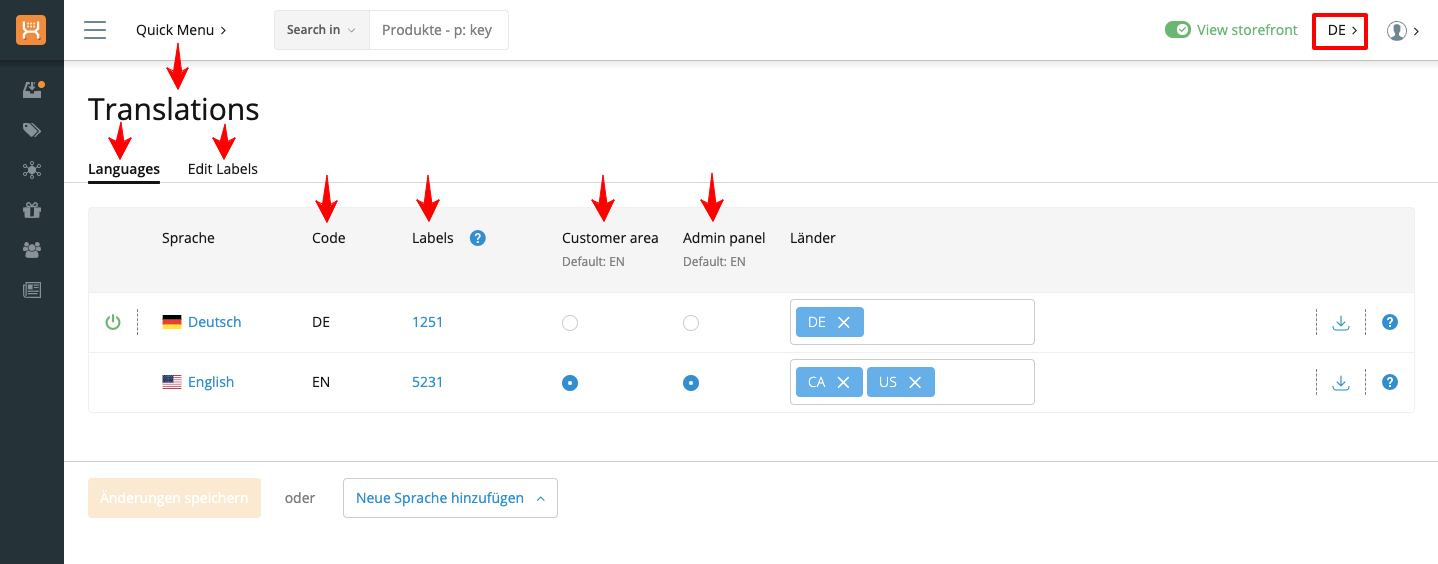 Quick Menu
Search in
Produkte - p: key
View storefront
DE
Translations
Languages
Edit Labels
Sprache
Code
Labels
?
Customer area
Default: EN
Admin panel
Default: EN
Länder
Deutsch
DE
1251
DE
?
English
EN
5231
CA
US
?
Änderungen speichern
oder
Neue Sprache hinzufügen